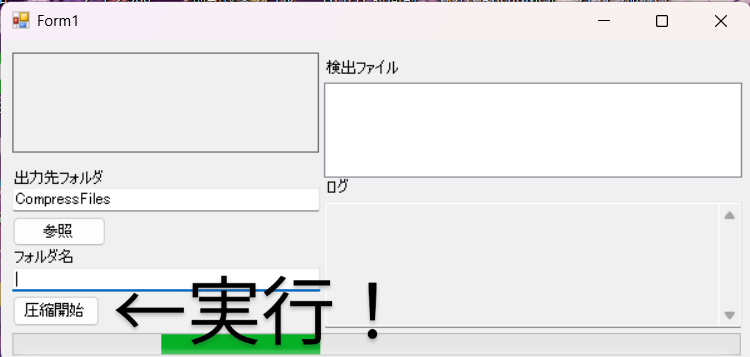 Form1
検出ファイル
出力先フォルダ
CompressFiles
ログ
参照
フォルダ名
圧縮開始
←実行！